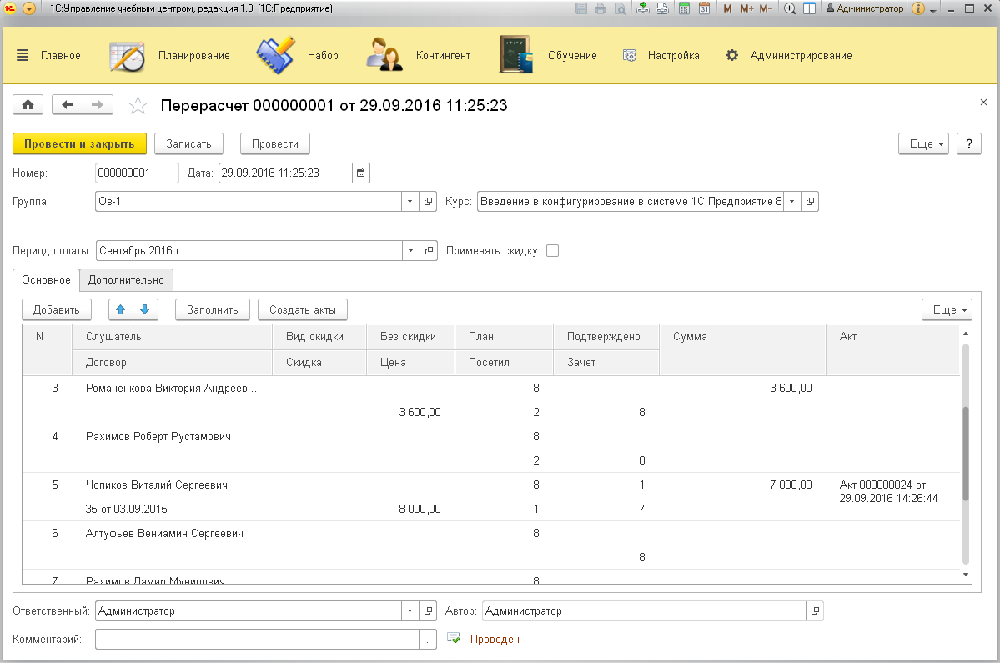 1С:Управление учебным центром, редакция 1.0 (1С:Предприятие)
M M+ M- Администратор
Главное Планирование Набор Контингент Обучение Настройка Администрирование
Перерасчет 000000001 от 29.09.2016 11:25:23
Провести и закрыть Записать Провести Еще ?
Номер: 000000001 Дата: 29.09.2016 11:25:23
Группа: Ов-1 Курс: Введение в конфигурирование в системе 1С:Предприятие 8
Период оплаты: Сентябрь 2016 г. Применять скидку:
Основное Дополнительно
Добавить Заполнить Создать акты Еще
N Слушатель Вид скидки Без скидки План Подтверждено Сумма Акт
Договор Скидка Цена Посетил Зачет
3 Романенкова Виктория Андреев... 8 3 600,00
3 600,00 2 8
4 Рахимов Роберт Рустамович 8
2 8
5 Чопиков Виталий Сергеевич 8 1 7 000,00 Акт 000000024 от
29.09.2016 14:26:44
35 от 03.09.2015 8 000,00 1 7
6 Алтуфьев Вениамин Сергеевич 8
8
7 Рахимов Дамир Мунирович 8
Ответственный: Администратор Автор: Администратор
Комментарий: ... Проведен